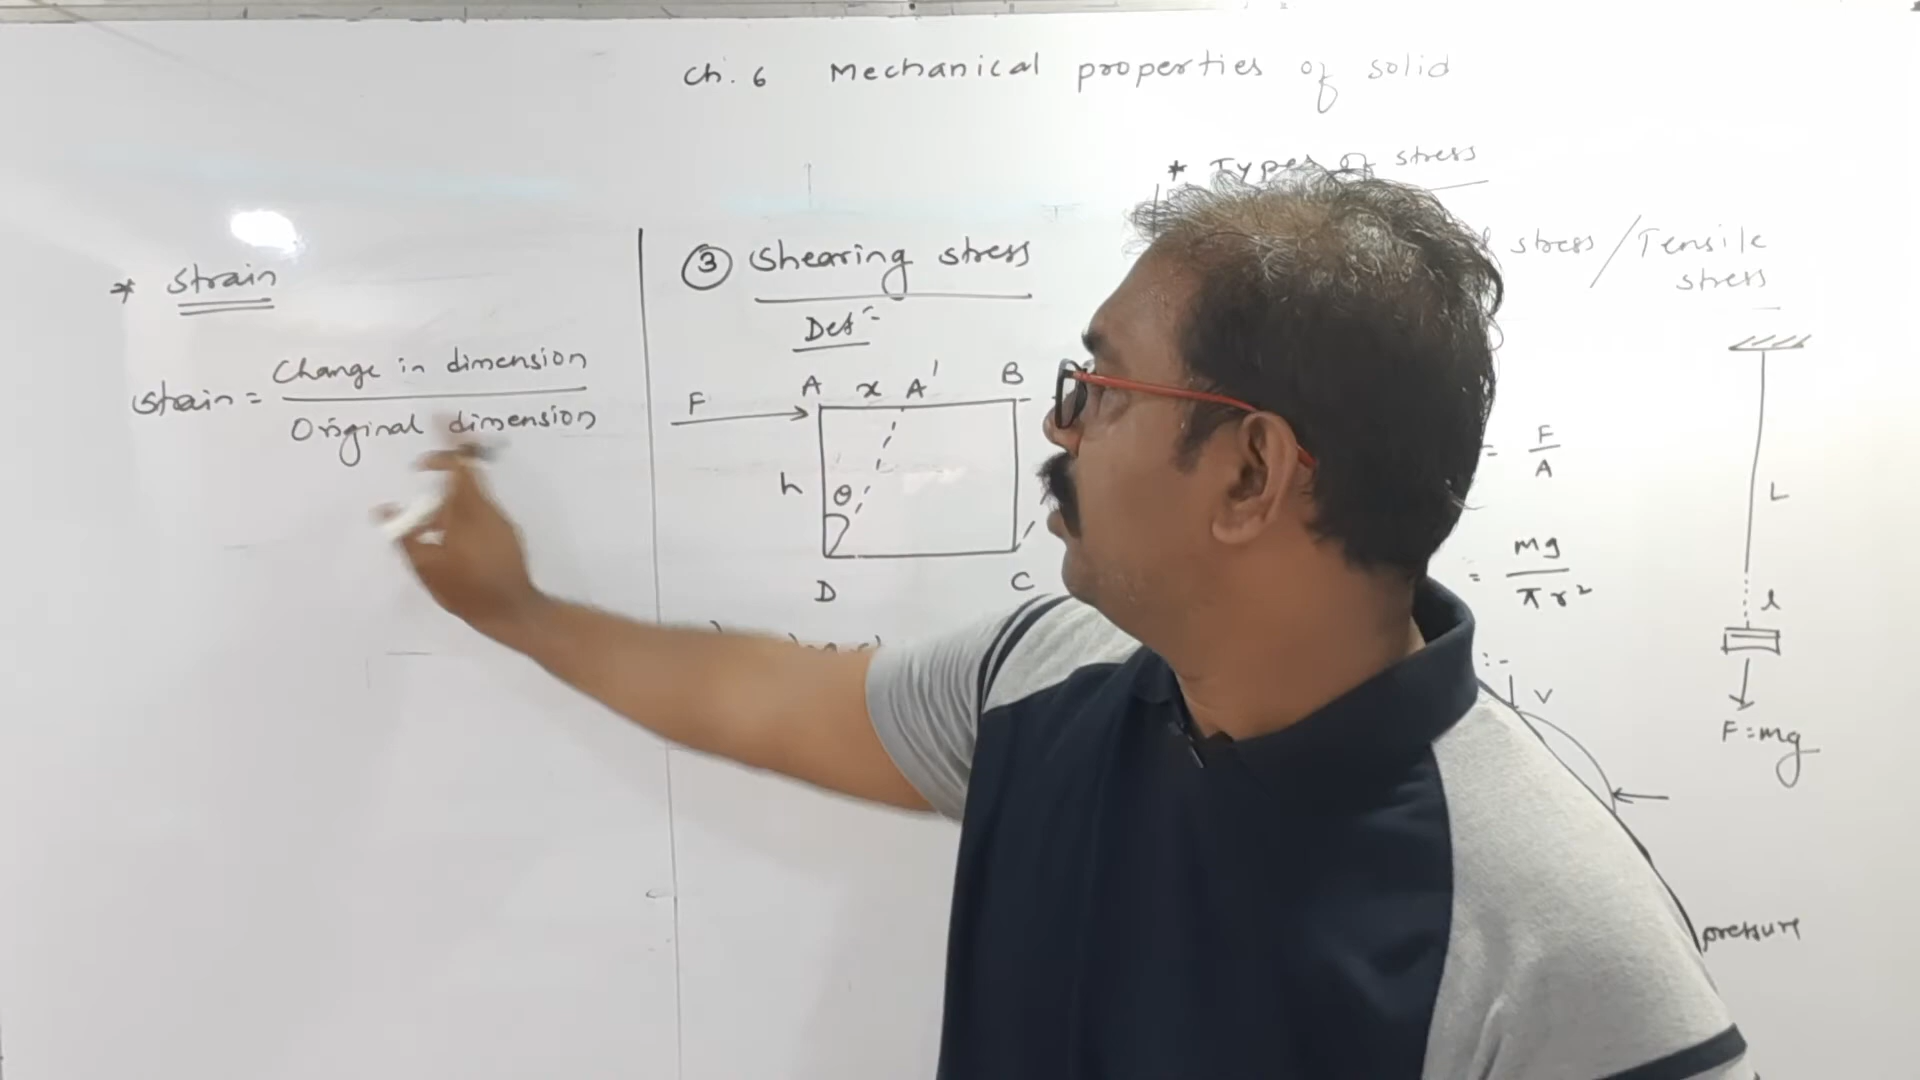 Ch. 6 Mechanical properties of solid
* Strain
Strain = Change in dimension
Original dimension
③ Shearing stress
Def⁼
F
A x A' B
h θ
D C
* Types of stress
stress / Tensile
stress
= F
A
= mg
πr²
:-
V
L
l
F = mg
pressure